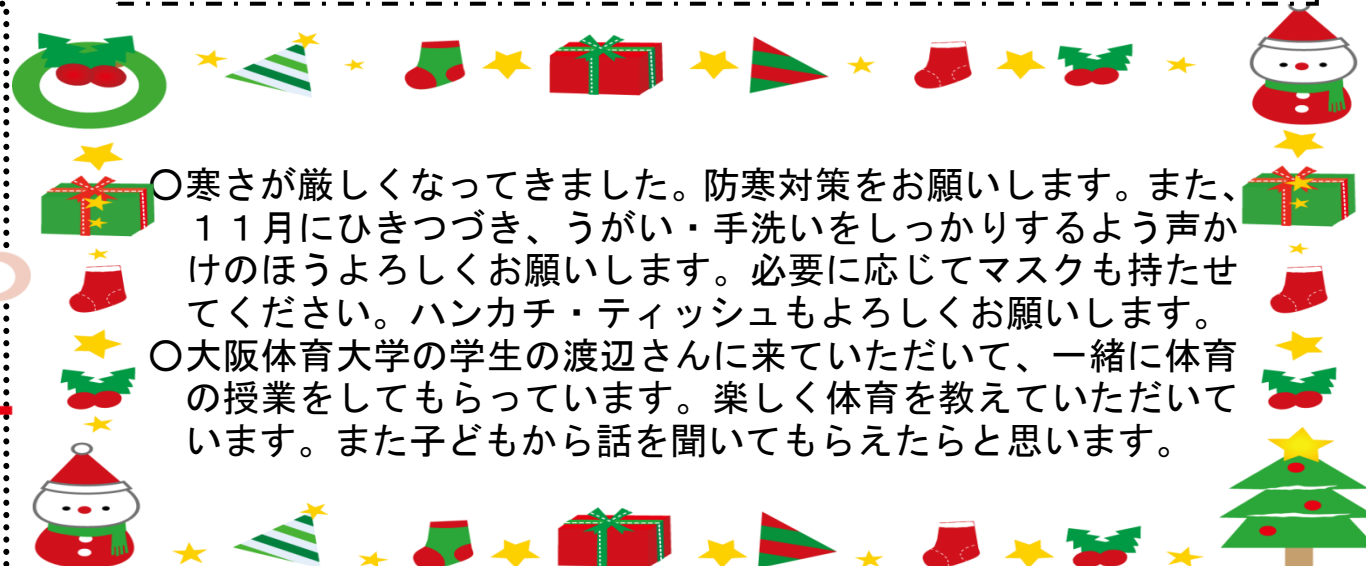 〇寒さが厳しくなってきました。防寒対策をお願いします。また、
１１月にひきつづき、うがい・手洗いをしっかりするよう声か
けのほうよろしくお願いします。必要に応じてマスクも持たせ
てください。ハンカチ・ティッシュもよろしくお願いします。
〇大阪体育大学の学生の渡辺さんに来ていただいて、一緒に体育
の授業をしてもらっています。楽しく体育を教えていただいて
います。また子どもから話を聞いてもらえたらと思います。